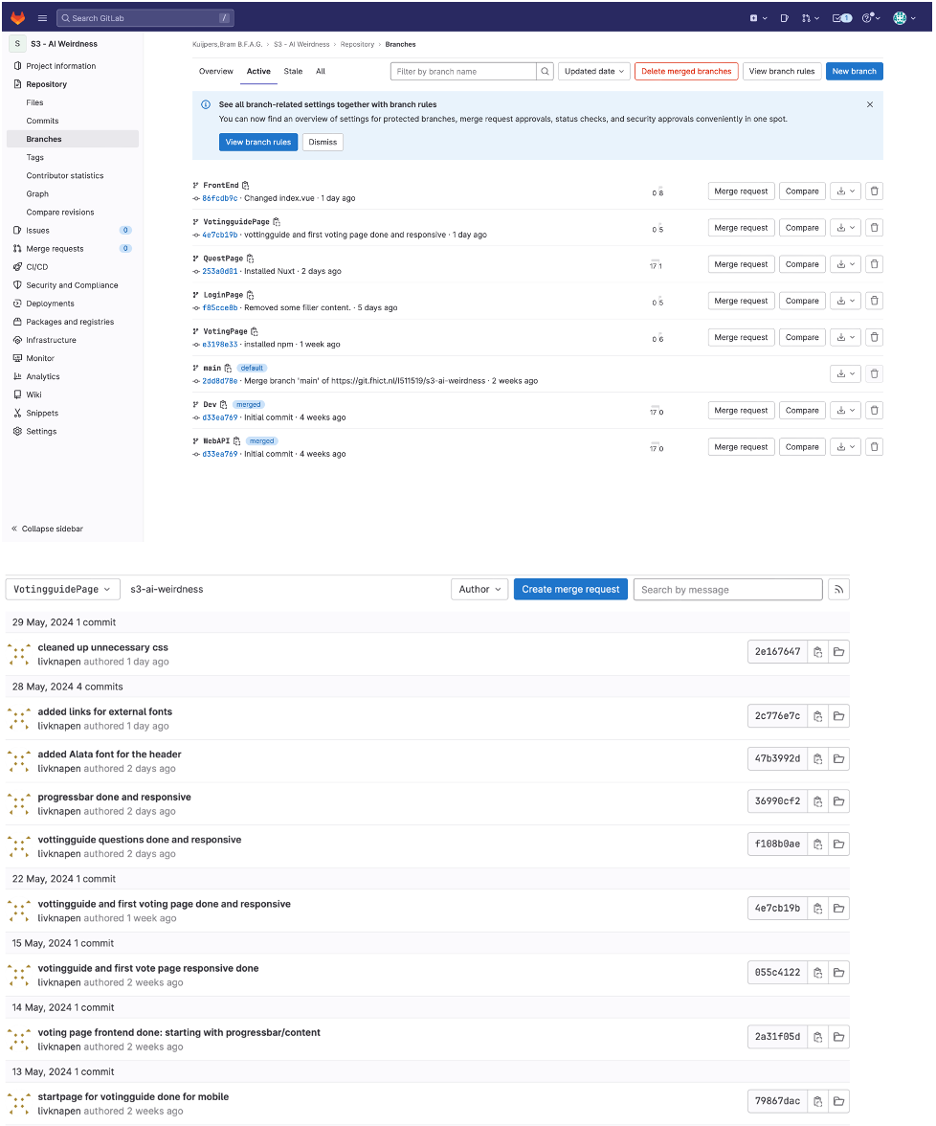 Search GitLab /
1
S S3 - AI Weirdness
Project information
Repository
Files
Commits
Branches
Tags
Contributor statistics
Graph
Compare revisions
Issues 0
Merge requests 0
CI/CD
Security and Compliance
Deployments
Packages and registries
Infrastructure
Monitor
Analytics
Wiki
Snippets
Settings
« Collapse sidebar
Kuijpers,Bram B.F.A.G. › S3 - AI Weirdness › Repository › Branches
Overview Active Stale All Filter by branch name Updated date Delete merged branches View branch rules New branch
See all branch-related settings together with branch rules
You can now find an overview of settings for protected branches, merge request approvals, status checks, and security approvals conveniently in one spot.
View branch rules Dismiss
FrontEnd
86fcdb9c · Changed index.vue · 1 day ago
0 8 Merge request Compare
VotingguidePage
4e7cb19b · vottingguide and first voting page done and responsive · 1 day ago
0 5 Merge request Compare
QuestPage
253a0d81 · Installed Nuxt · 2 days ago
17 1 Merge request Compare
LoginPage
f85cce8b · Removed some filler content. · 5 days ago
0 5 Merge request Compare
VotingPage
e3198e33 · installed npm · 1 week ago
0 6 Merge request Compare
main default
2dd8d78e · Merge branch 'main' of https://git.fhict.nl/I511519/s3-ai-weirdness · 2 weeks ago
Dev merged
d33ea769 · Initial commit · 4 weeks ago
17 0 Merge request Compare
WebAPI merged
d33ea769 · Initial commit · 4 weeks ago
17 0 Merge request Compare
VotingguidePage s3-ai-weirdness Author Create merge request Search by message
29 May, 2024 1 commit
cleaned up unnecessary css
livknapen authored 1 day ago
2e167647
28 May, 2024 4 commits
added links for external fonts
livknapen authored 1 day ago
2c776e7c
added Alata font for the header
livknapen authored 2 days ago
47b3992d
progressbar done and responsive
livknapen authored 2 days ago
36990cf2
vottingguide questions done and responsive
livknapen authored 2 days ago
f108b0ae
22 May, 2024 1 commit
vottingguide and first voting page done and responsive
livknapen authored 1 week ago
4e7cb19b
15 May, 2024 1 commit
votingguide and first vote page responsive done
livknapen authored 2 weeks ago
055c4122
14 May, 2024 1 commit
voting page frontend done: starting with progressbar/content
livknapen authored 2 weeks ago
2a31f05d
13 May, 2024 1 commit
startpage for votingguide done for mobile
livknapen authored 2 weeks ago
79867dac